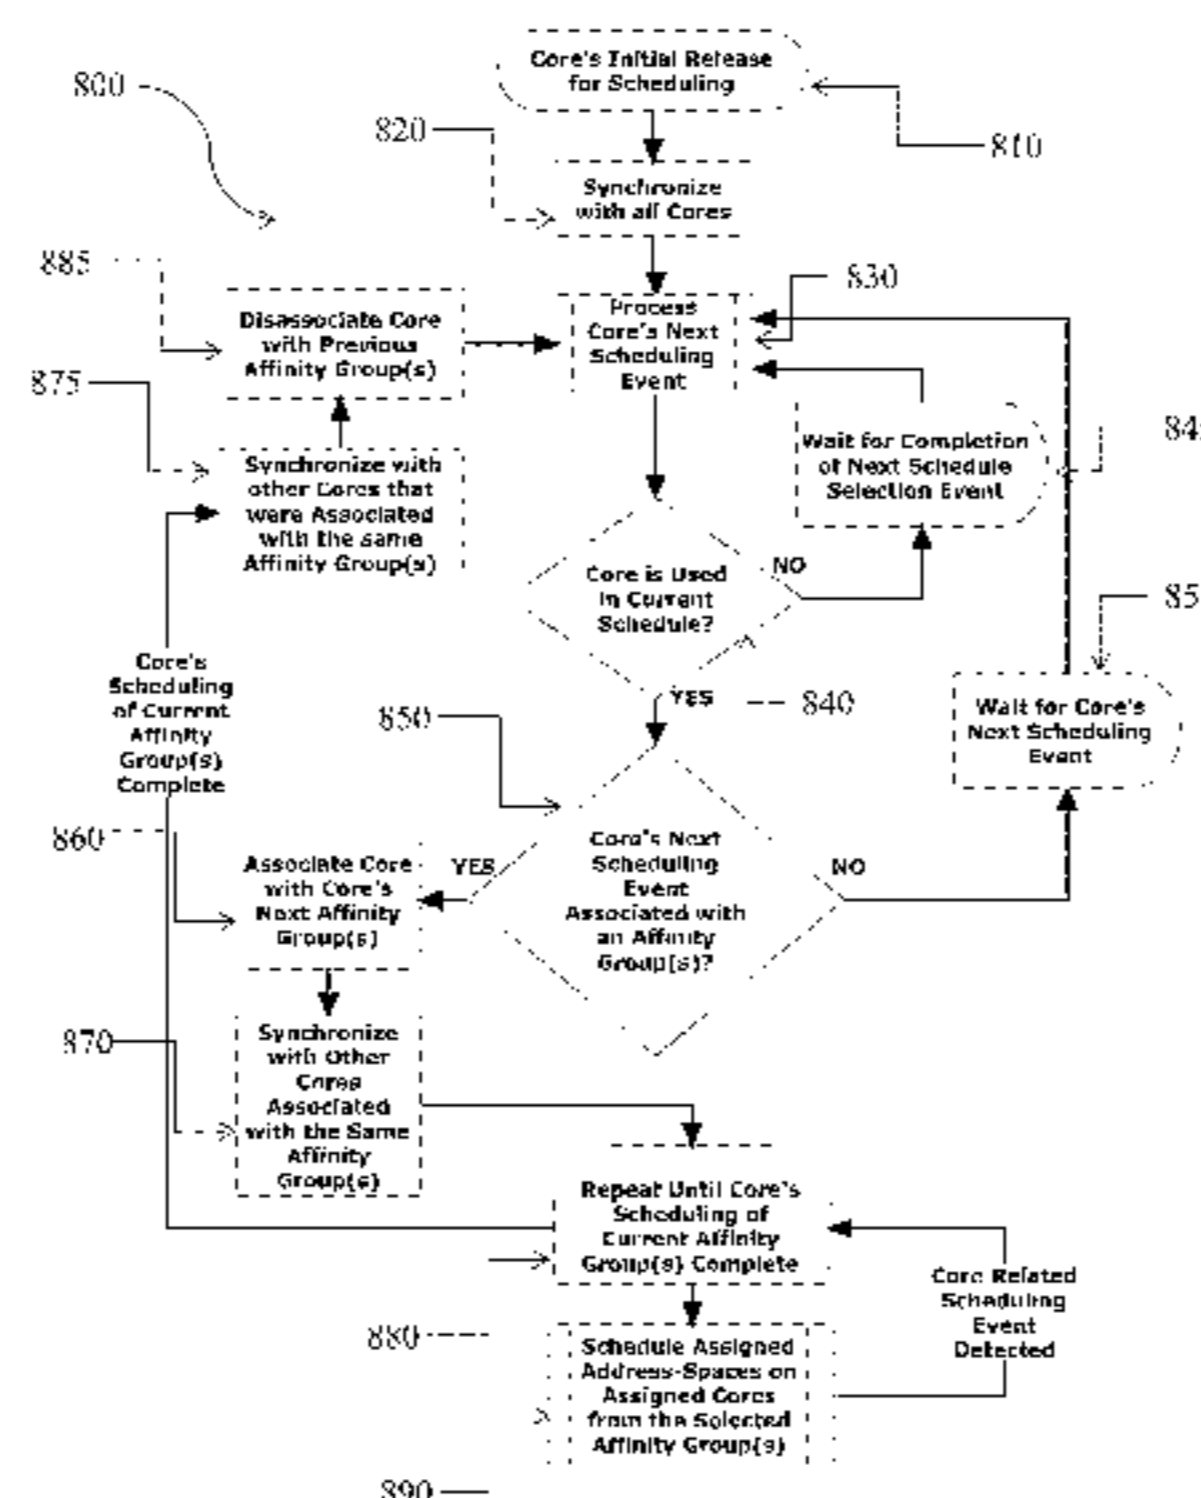 Core's Initial Release
for Scheduling
800
820
810
Synchronize
with all Cores
885
830
Process
Core's Next
Scheduling
Event
Disassociate Core
with Previous
Affinity Group(s)
875
Wait for Completion
of Next Schedule
Selection Event
84
Synchronize with
other Cores that
were Associated
with the same
Affinity Group(s)
NO
Core is Used
in Current
Schedule?
85
Core's
Scheduling
of Current
Affinity
Group(s)
Complete
YES
840
850
Wait for Core's
Next Scheduling
Event
860
Associate Core
with Core's
Next Affinity
Group(s)
YES
Core's Next
Scheduling
Event
Associated with
an Affinity
Group(s)?
NO
870
Synchronize
with Other
Cores
Associated
with the Same
Affinity
Group(s)
Repeat Until Core's
Scheduling of
Current Affinity
Group(s) Complete
Core Related
Scheduling
Event
Detected
880
Schedule Assigned
Address-Spaces on
Assigned Cores
from the Selected
Affinity Group(s)
890